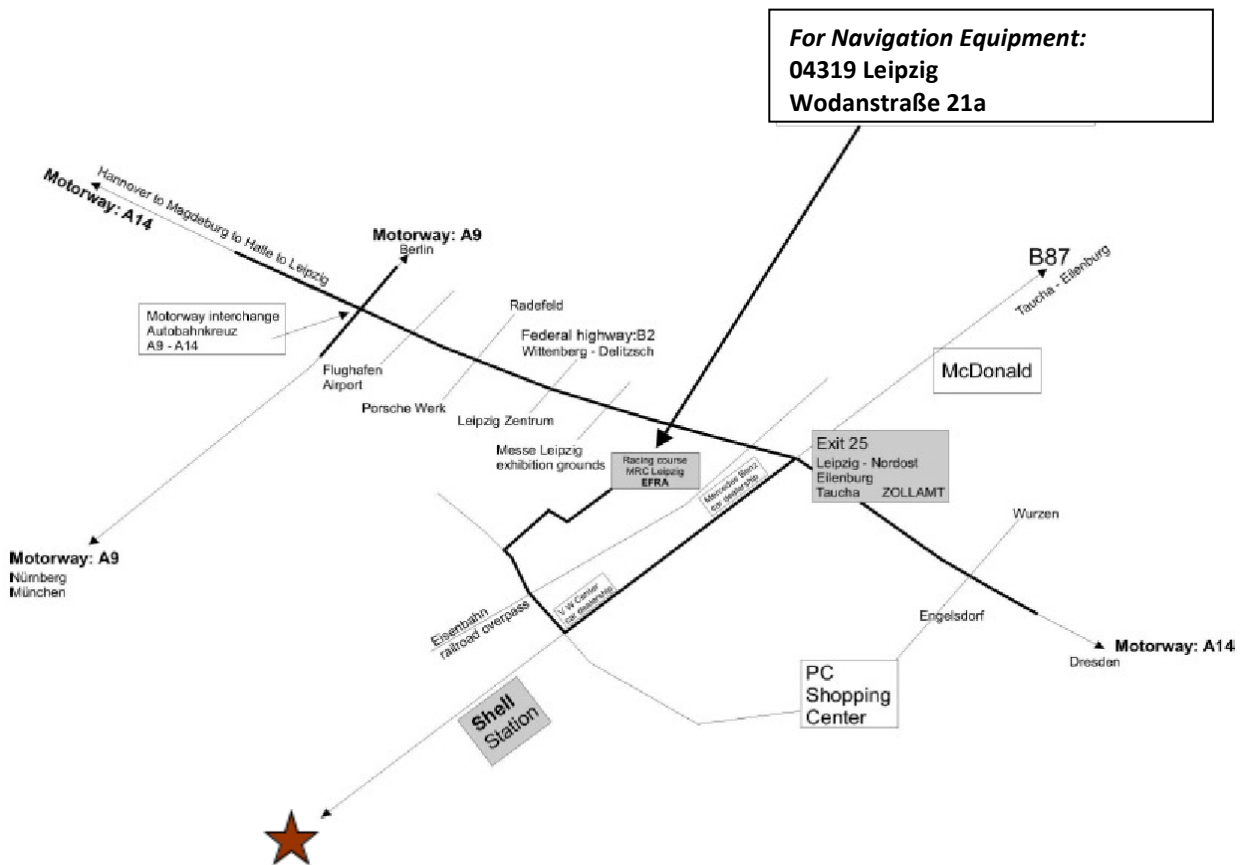 For Navigation Equipment:
04319 Leipzig
Wodanstraße 21a
Motorway: A14
Hannover to Magdeburg to Halle to Leipzig
Motorway: A9
Berlin
B87
Taucha - Eilenburg
Motorway interchange
Autobahnkreuz
A9 - A14
Radefeld
Federal highway:B2
Wittenberg - Delitzsch
Flughafen
Airport
McDonald
Porsche Werk
Leipzig Zentrum
Messe Leipzig
exhibition grounds
Racing course
MRC Leipzig
EFRA
Mercedes Benz
car dealership
Exit 25
Leipzig - Nordost
Eilenburg
Taucha ZOLLAMT
Wurzen
Motorway: A9
Nürnberg
München
V W Center
car dealership
Eisenbahn
railroad overpass
Engelsdorf
Motorway: A14
Dresden
PC
Shopping
Center
Shell
Station